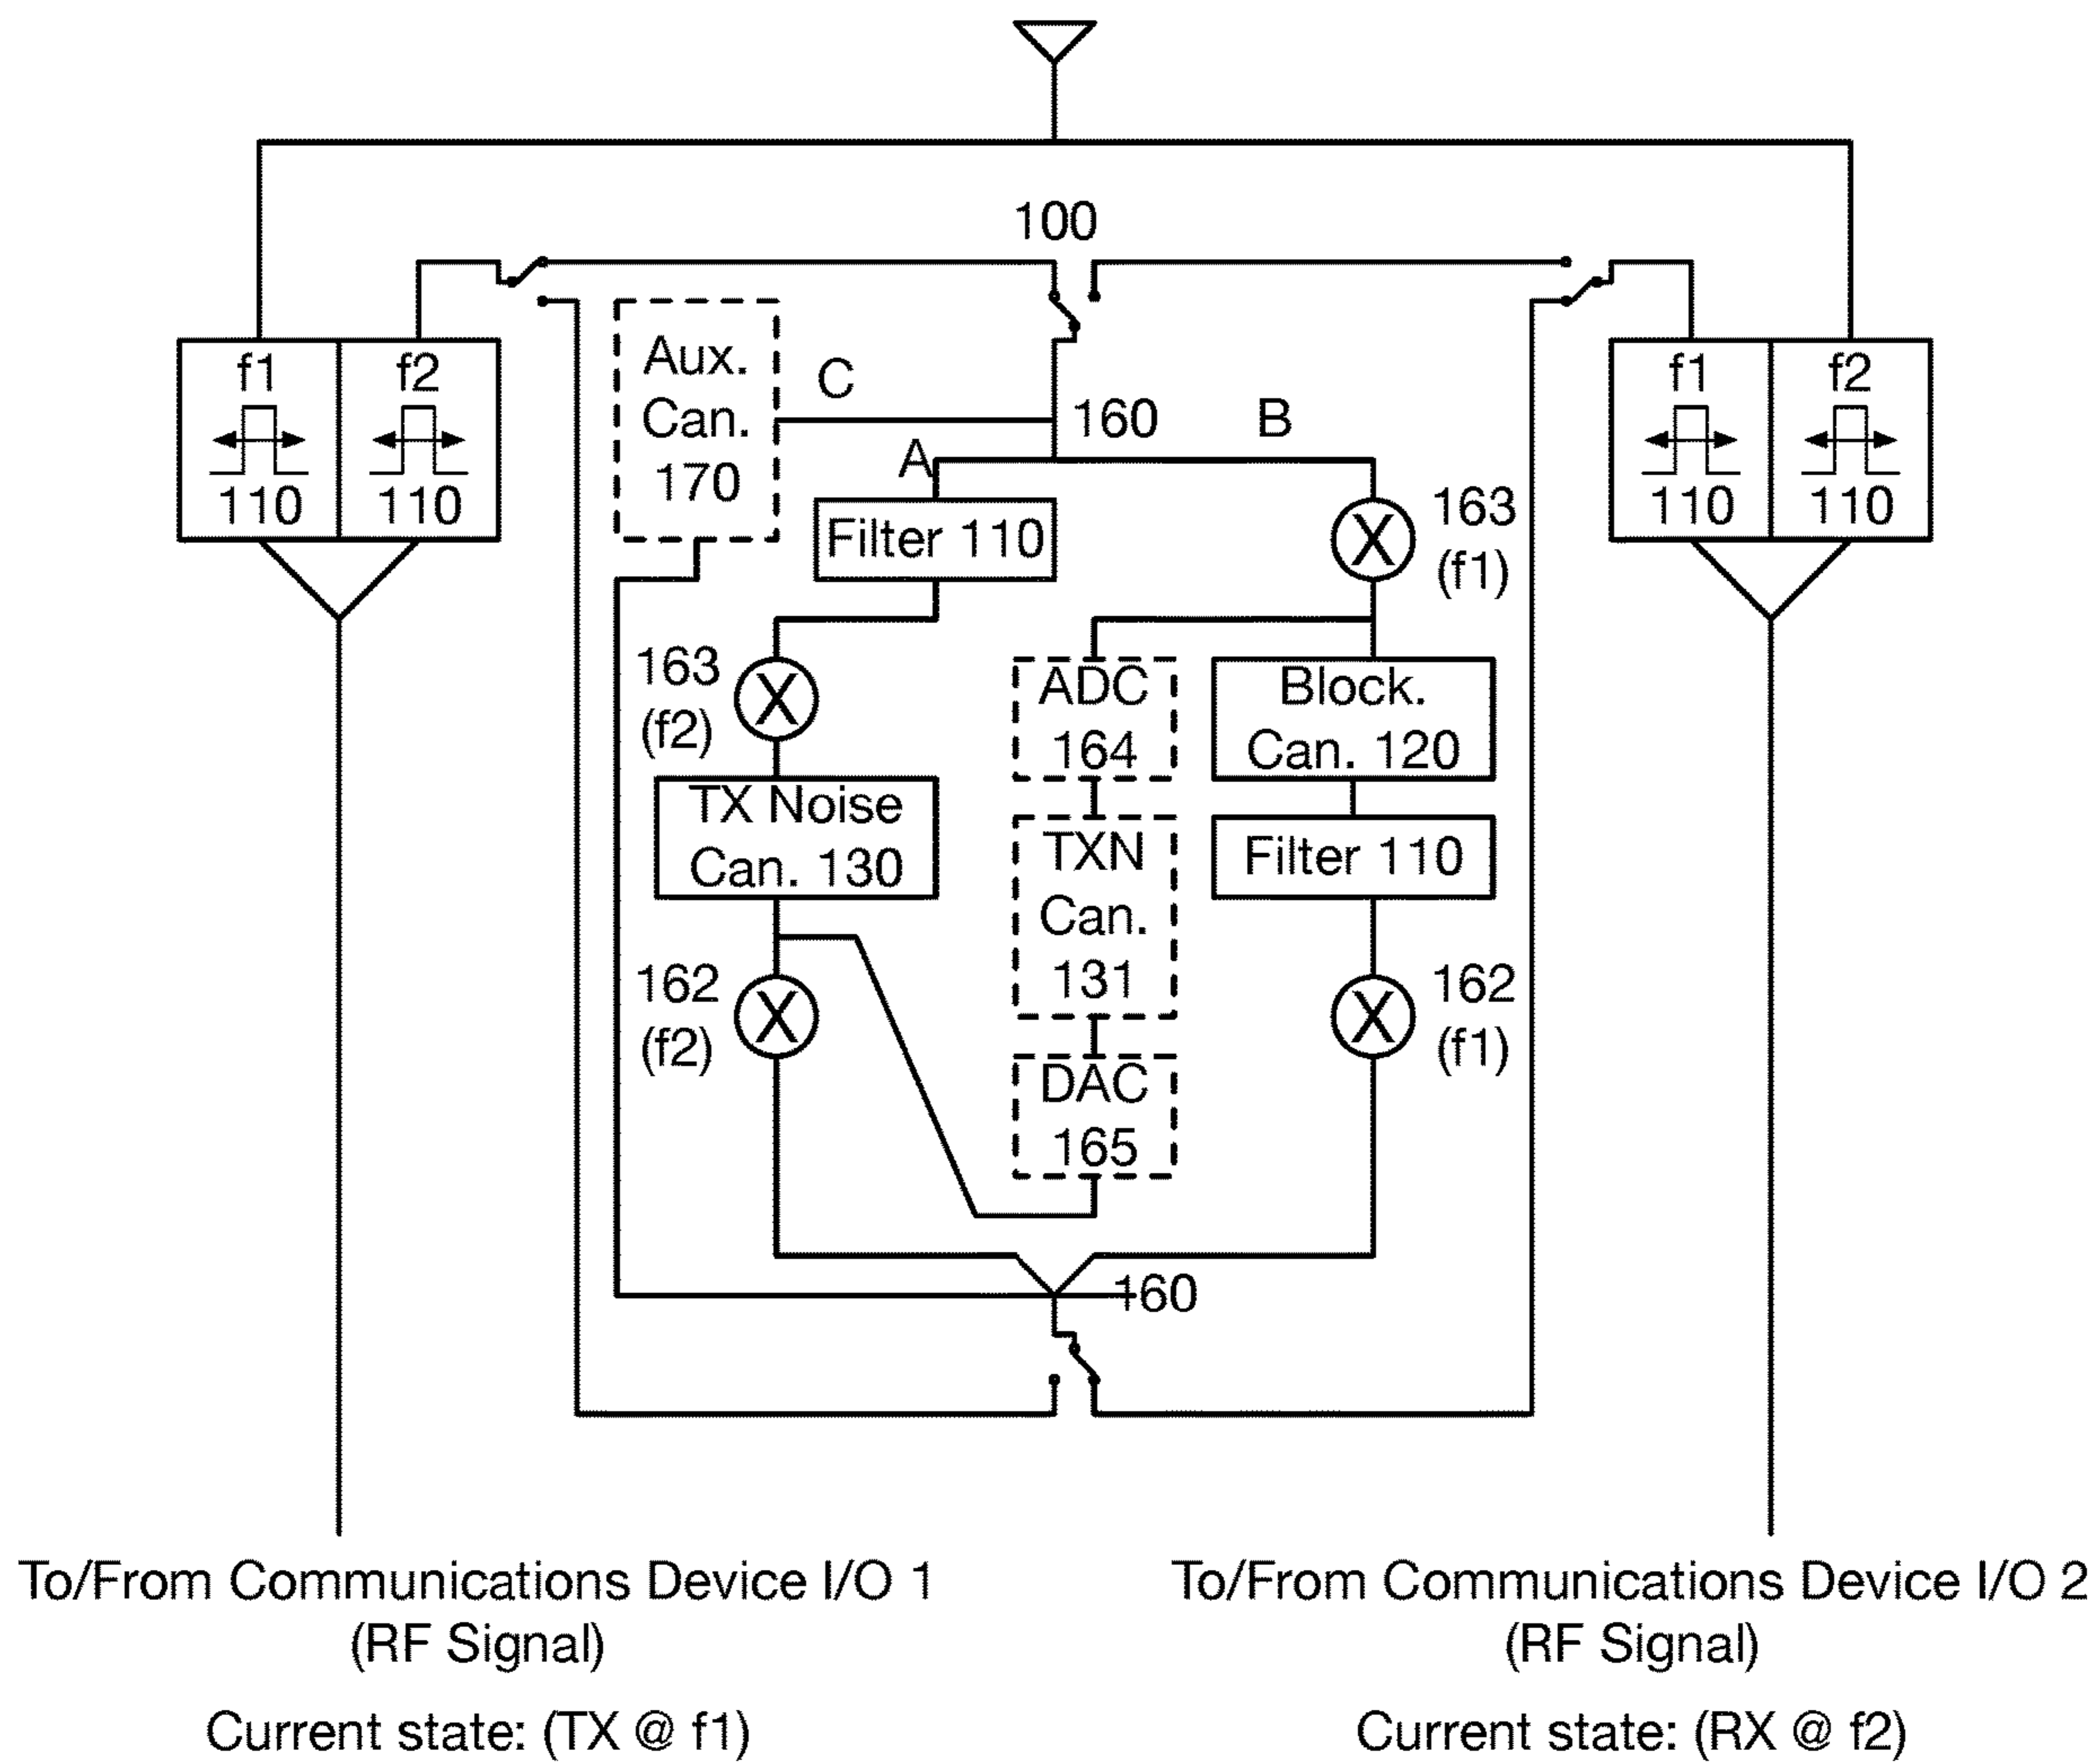 100
f1
110
f2
110
Aux.
Can.
170
C
160
B
A
Filter 110
163
(f1)
f1
110
f2
110
163
(f2)
ADC
164
Block.
Can. 120
TX Noise
Can. 130
TXN
Can.
131
Filter 110
162
(f2)
162
(f1)
DAC
165
160
To/From Communications Device I/O 1
(RF Signal)
Current state: (TX @ f1)
To/From Communications Device I/O 2
(RF Signal)
Current state: (RX @ f2)